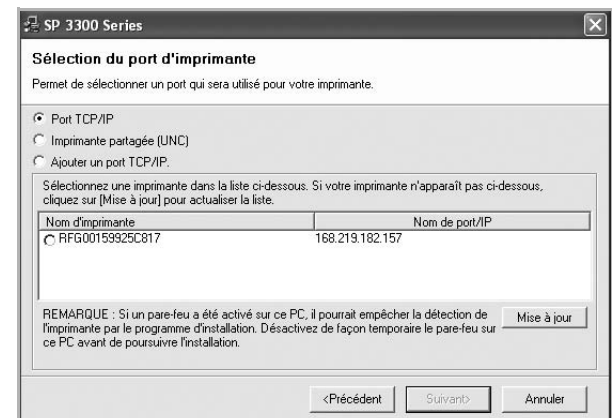 SP 3300 Series
Sélection du port d'imprimante
Permet de sélectionner un port qui sera utilisé pour votre imprimante.
Port TCP/IP
Imprimante partagée (UNC)
Ajouter un port TCP/IP.
Sélectionnez une imprimante dans la liste ci-dessous. Si votre imprimante n'apparaît pas ci-dessous,
cliquez sur [Mise à jour] pour actualiser la liste.
Nom d'imprimante Nom de port/IP
RFG00159925C817 168.219.182.157
REMARQUE : Si un pare-feu a été activé sur ce PC, il pourrait empêcher la détection de
l'imprimante par le programme d'installation. Désactivez de façon temporaire le pare-feu sur
ce PC avant de poursuivre l'installation.
Mise à jour
<Précédent Suivant> Annuler